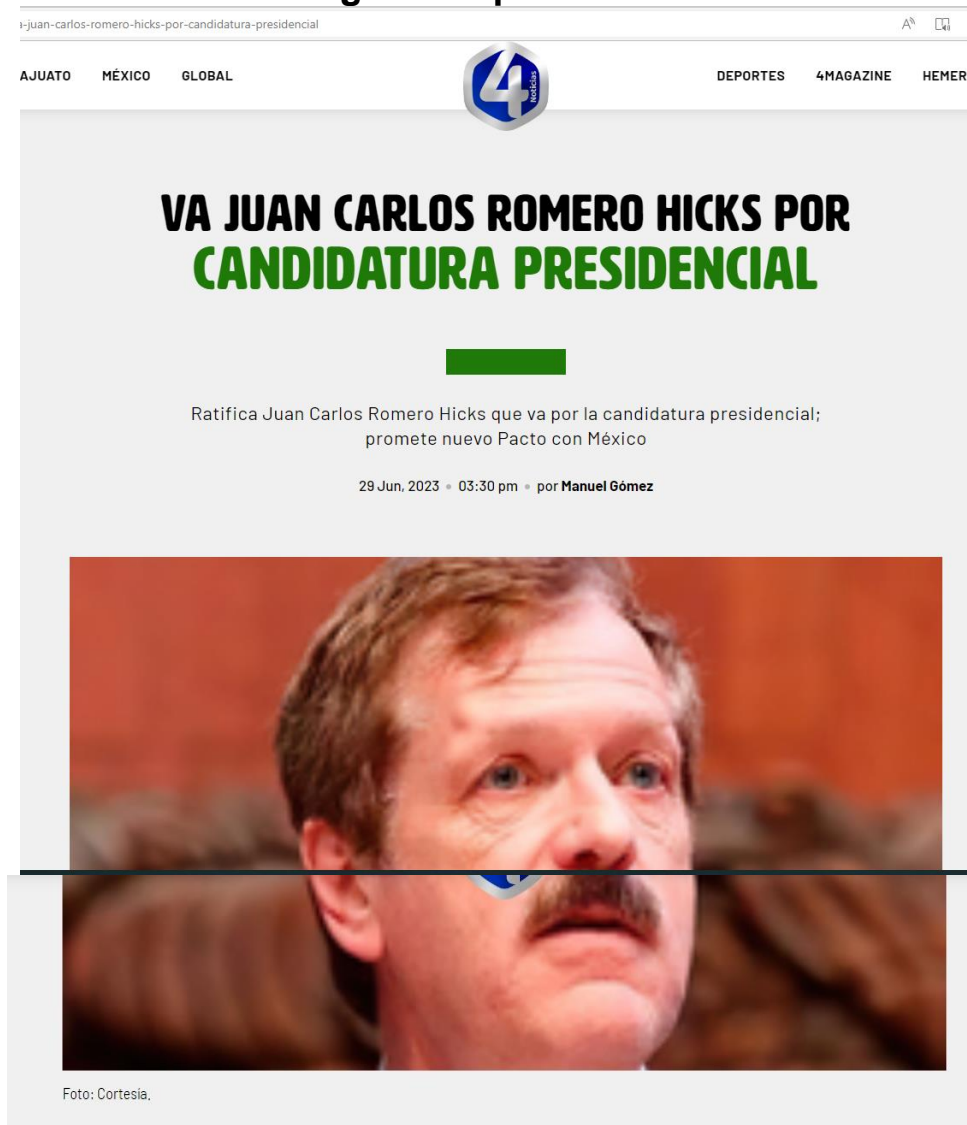 a-juan-carlos-romero-hicks-por-candidatura-presidencial
AJUATO MÉXICO GLOBAL 4 Noticias DEPORTES 4MAGAZINE HEMER
VA JUAN CARLOS ROMERO HICKS POR
CANDIDATURA PRESIDENCIAL
Ratifica Juan Carlos Romero Hicks que va por la candidatura presidencial;
promete nuevo Pacto con México
29 Jun, 2023 • 03:30 pm • por Manuel Gómez
Foto: Cortesía.